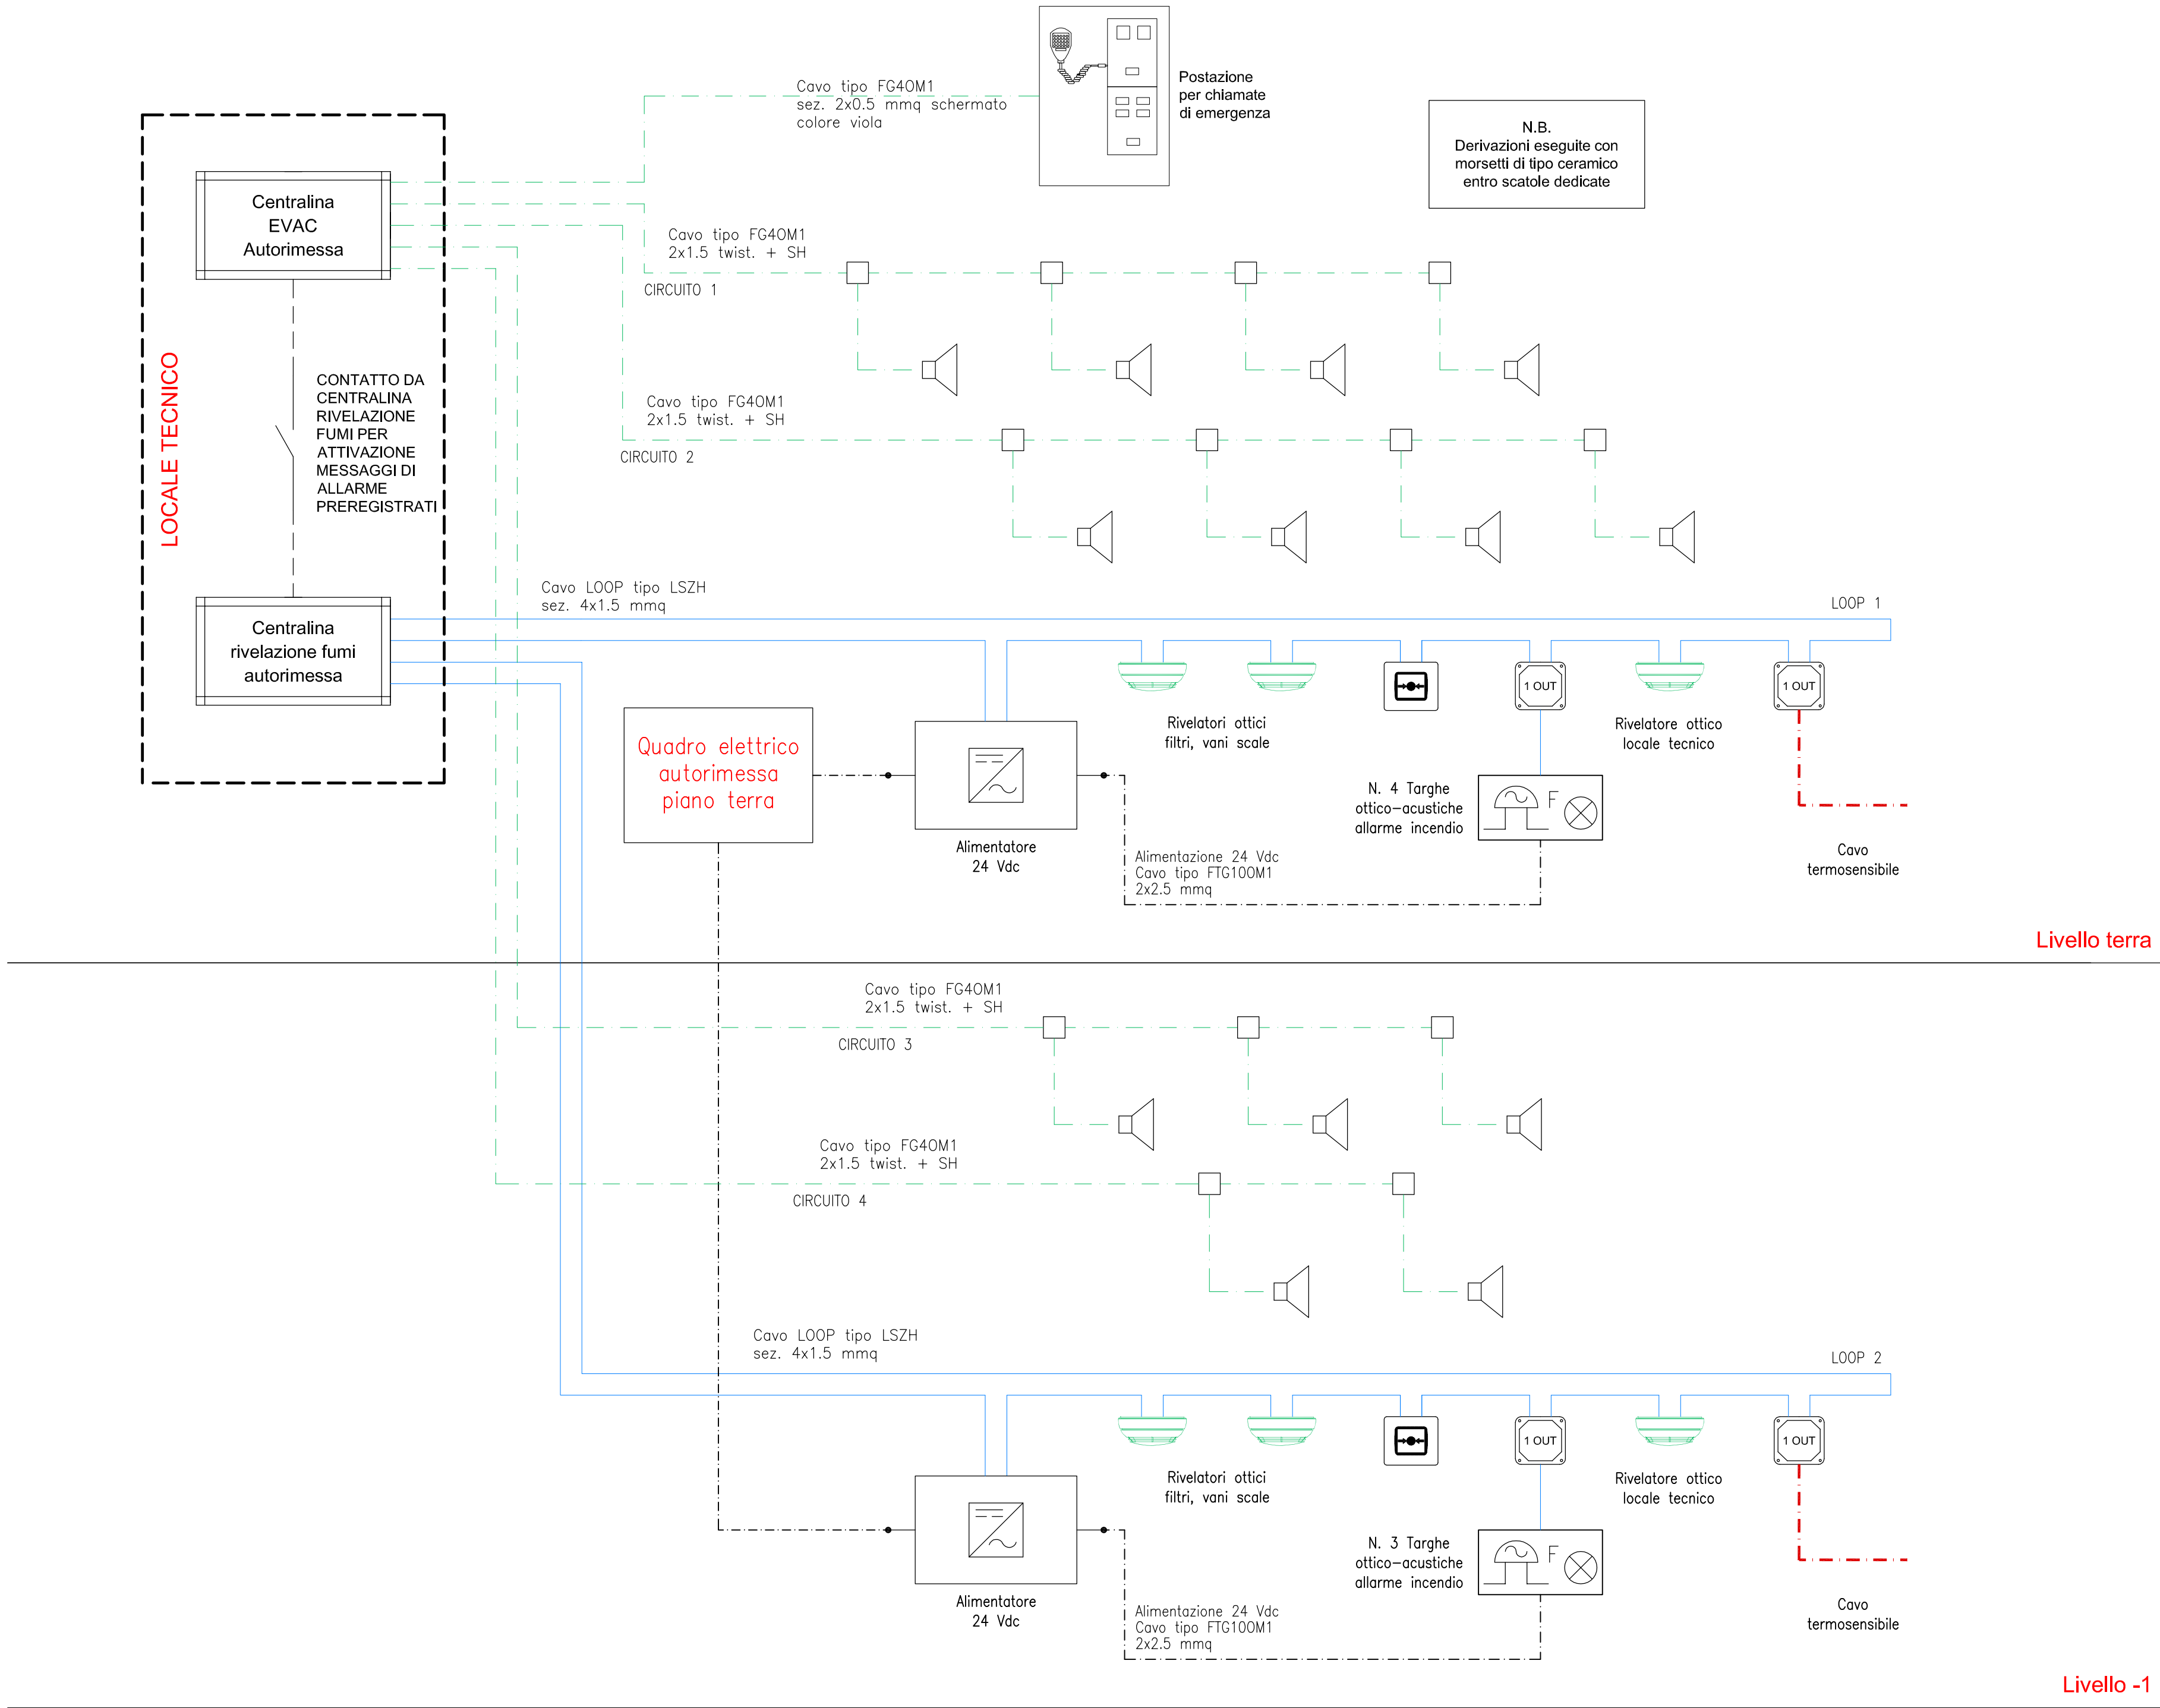 Cavo tipo FG4OM1
sez. 2x0.5 mmq schermato
colore viola
Postazione
per chiamate
di emergenza
N.B.
Derivazioni eseguite con
morsetti di tipo ceramico
entro scatole dedicate
Centralina
EVAC
Autorimessa
LOCALE TECNICO
CONTATTO DA
CENTRALINA
RIVELAZIONE
FUMI PER
ATTIVAZIONE
MESSAGGI DI
ALLARME
PREREGISTRATI
Centralina
rivelazione fumi
autorimessa
Cavo tipo FG4OM1
2x1.5 twist. + SH
CIRCUITO 1
Cavo tipo FG4OM1
2x1.5 twist. + SH
CIRCUITO 2
Cavo LOOP tipo LSZH
sez. 4x1.5 mmq
LOOP 1
1 OUT
1 OUT
Rivelatori ottici
filtri, vani scale
Rivelatore ottico
locale tecnico
Quadro elettrico
autorimessa
piano terra
Alimentatore
24 Vdc
N. 4 Targhe
ottico-acustiche
allarme incendio
F
Alimentazione 24 Vdc
Cavo tipo FTG10OM1
2x2.5 mmq
Cavo
termosensibile
Livello terra
Cavo tipo FG4OM1
2x1.5 twist. + SH
CIRCUITO 3
Cavo tipo FG4OM1
2x1.5 twist. + SH
CIRCUITO 4
Cavo LOOP tipo LSZH
sez. 4x1.5 mmq
LOOP 2
1 OUT
1 OUT
Rivelatori ottici
filtri, vani scale
Rivelatore ottico
locale tecnico
Alimentatore
24 Vdc
N. 3 Targhe
ottico-acustiche
allarme incendio
F
Alimentazione 24 Vdc
Cavo tipo FTG10OM1
2x2.5 mmq
Cavo
termosensibile
Livello -1